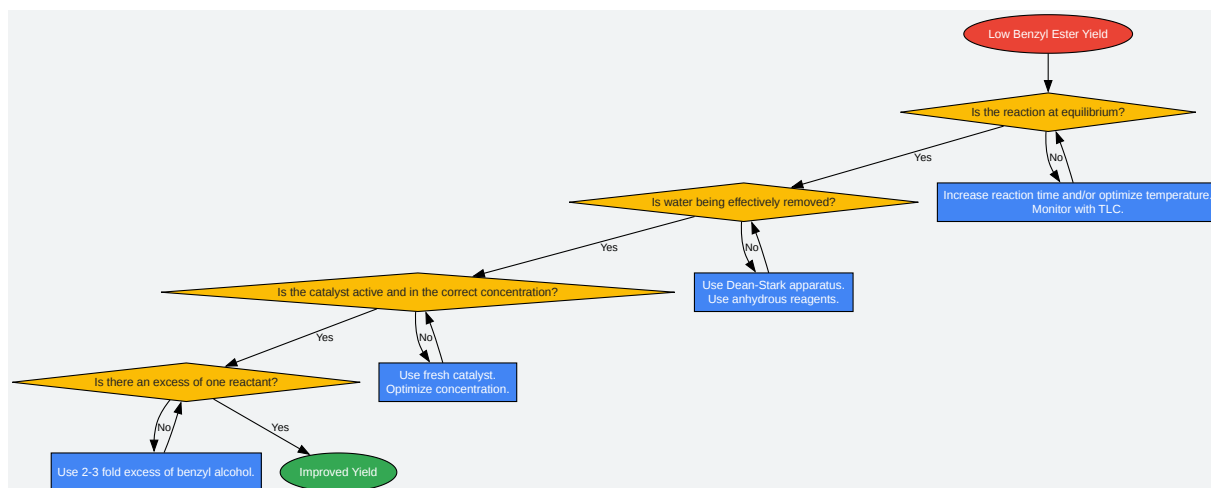 Low Benzyl Ester Yield
Is the reaction at equilibrium?
Yes
No
Increase reaction time and/or optimize temperature.
Monitor with TLC.
Is water being effectively removed?
Yes
No
Use Dean-Stark apparatus.
Use anhydrous reagents.
Is the catalyst active and in the correct concentration?
Yes
No
Use fresh catalyst.
Optimize concentration.
Is there an excess of one reactant?
No
Yes
Use 2-3 fold excess of benzyl alcohol.
Improved Yield